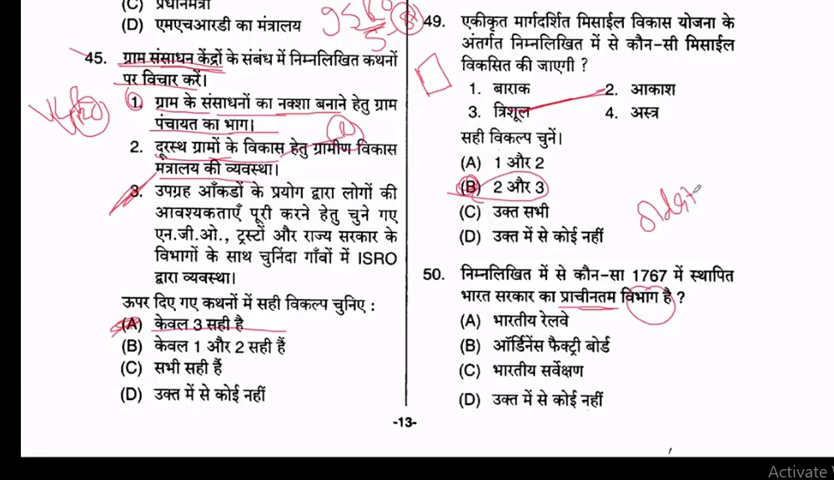 (C) प्रधानमंत्री
(D) एमएचआरडी का मंत्रालय
45. ग्राम संसाधन केंद्रों के संबंध में निम्नलिखित कथनों
पर विचार करें।
1. ग्राम के संसाधनों का नक्शा बनाने हेतु ग्राम
पंचायत का भाग।
2. दूरस्थ ग्रामों के विकास हेतु ग्रामीण विकास
मंत्रालय की व्यवस्था।
3. उपग्रह आँकडों के प्रयोग द्वारा लोगों की
आवश्यकताएँ पूरी करने हेतु चुने गए
एन.जी.ओ., ट्रस्टों और राज्य सरकार के
विभागों के साथ चुनिंदा गाँवों में ISRO
द्वारा व्यवस्था।
ऊपर दिए गए कथनों में सही विकल्प चुनिए :
(A) केवल 3 सही है
(B) केवल 1 और 2 सही हैं
(C) सभी सही हैं
(D) उक्त में से कोई नहीं
49. एकीकृत मार्गदर्शित मिसाईल विकास योजना के
अंतर्गत निम्नलिखित में से कौन-सी मिसाईल
विकसित की जाएगी ?
1. बाराक 2. आकाश
3. त्रिशूल 4. अस्त्र
सही विकल्प चुनें।
(A) 1 और 2
(B) 2 और 3
(C) उक्त सभी
(D) उक्त में से कोई नहीं
50. निम्नलिखित में से कौन-सा 1767 में स्थापित
भारत सरकार का प्राचीनतम विभाग है ?
(A) भारतीय रेलवे
(B) ऑर्डिनेंस फैक्ट्री बोर्ड
(C) भारतीय सर्वेक्षण
(D) उक्त में से कोई नहीं
-13-
Activate